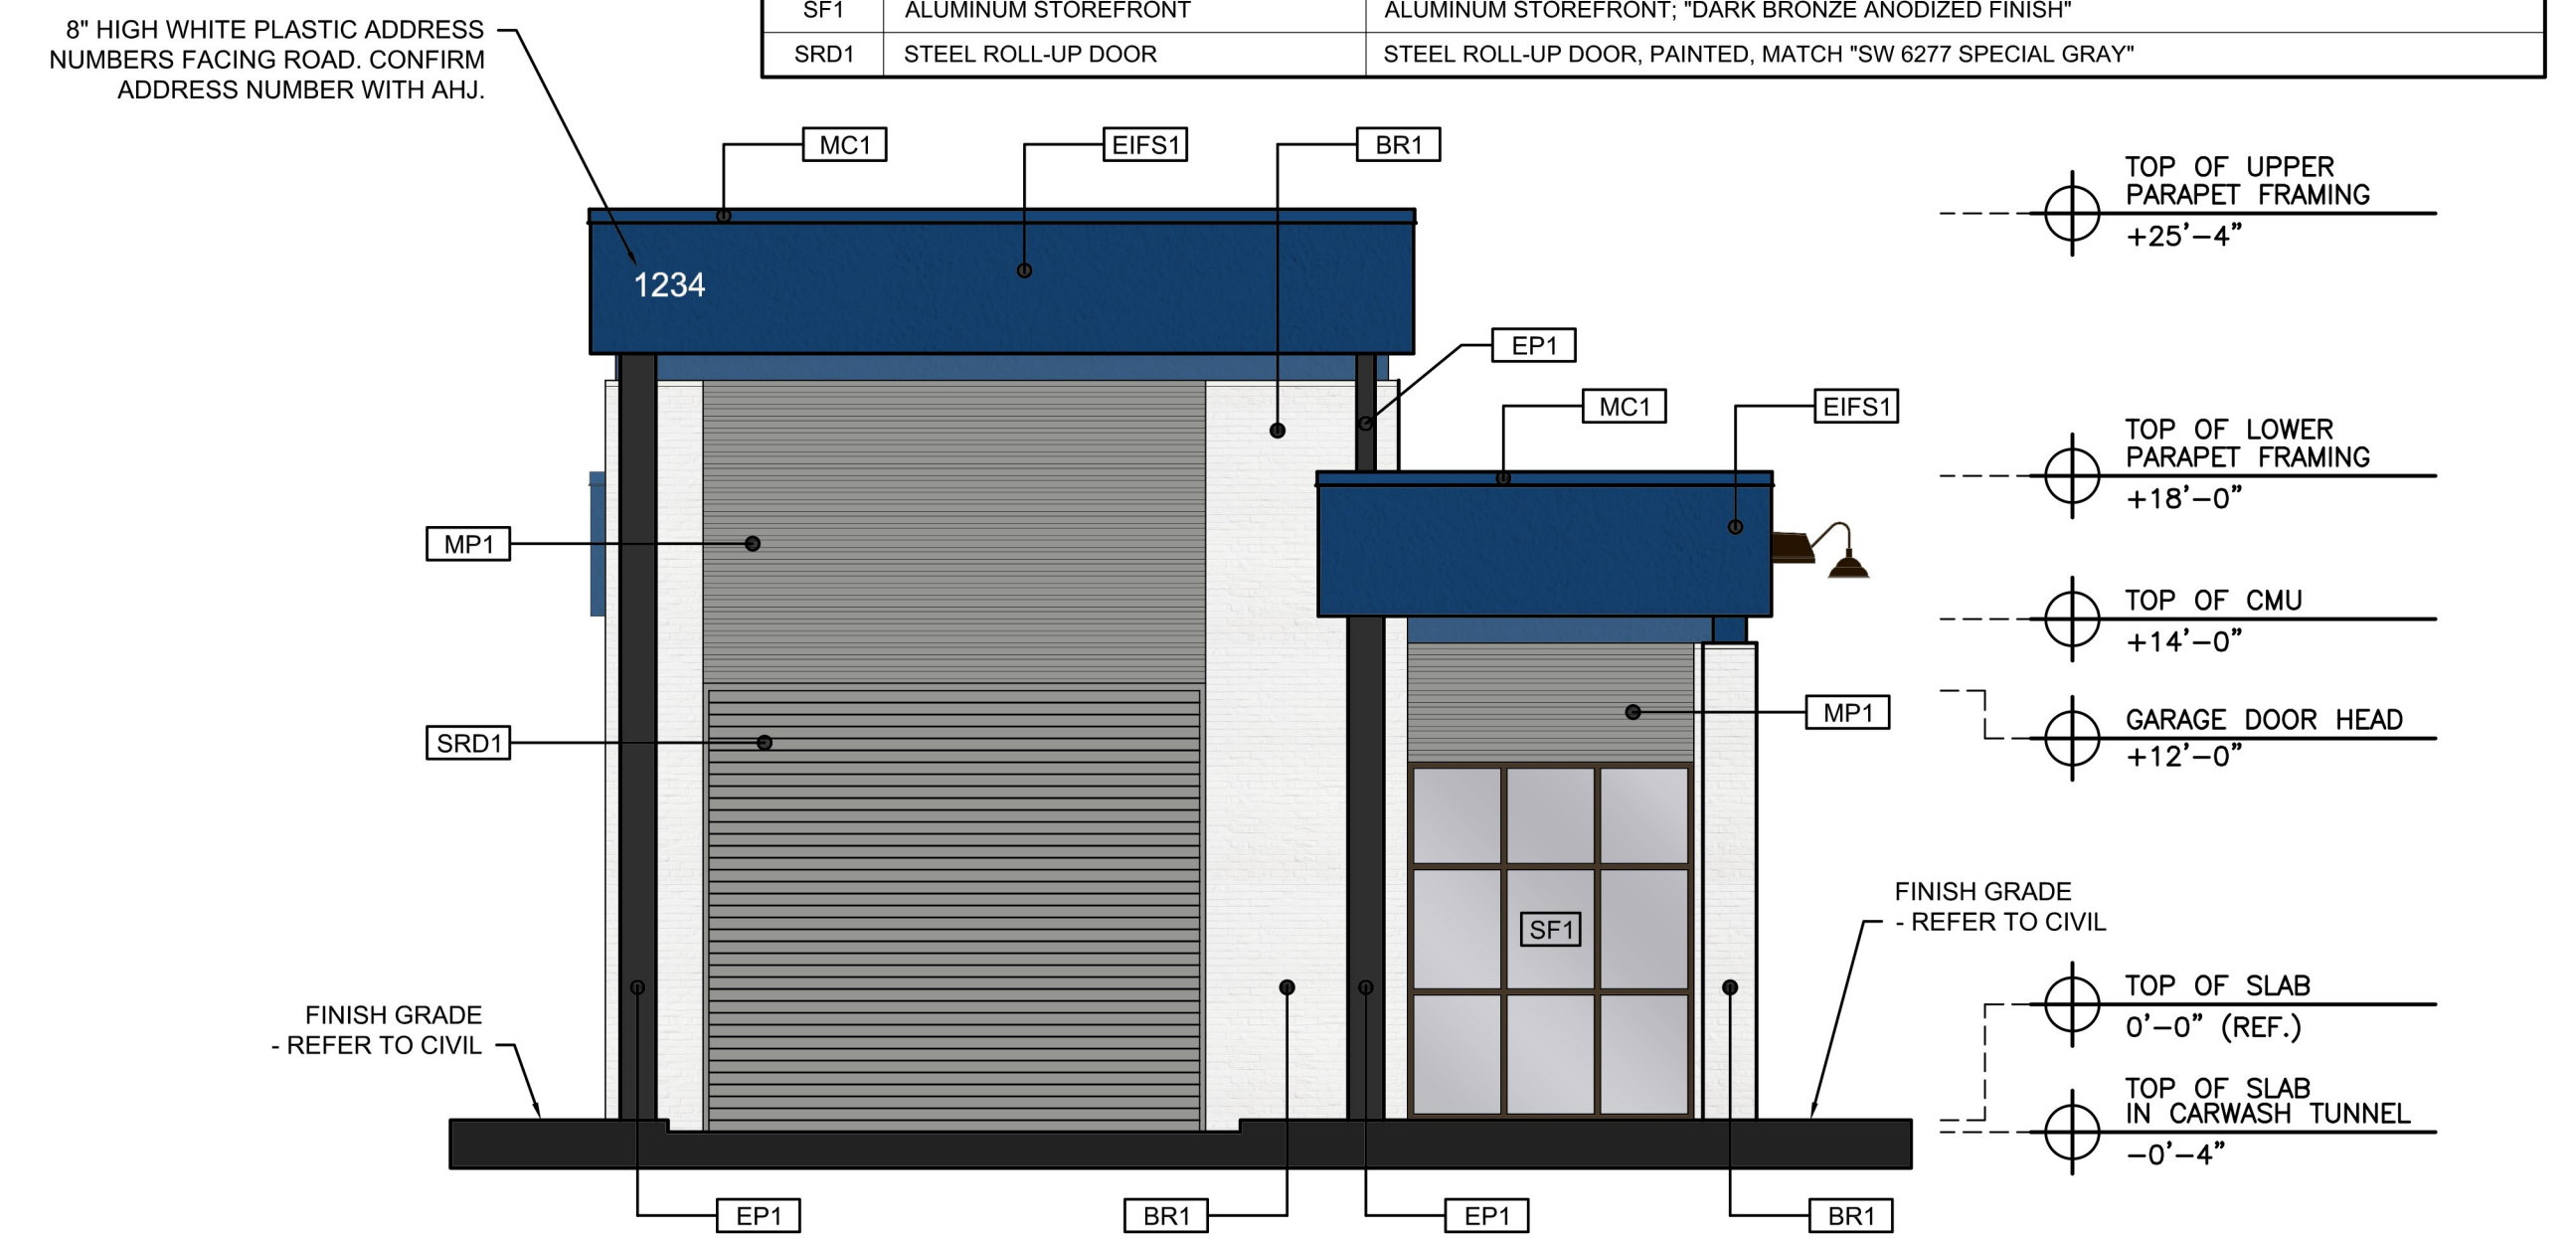 SF1 ALUMINUM STOREFRONT ALUMINUM STOREFRONT; "DARK BRONZE ANODIZED FINISH"
SRD1 STEEL ROLL-UP DOOR STEEL ROLL-UP DOOR, PAINTED, MATCH "SW 6277 SPECIAL GRAY"
8" HIGH WHITE PLASTIC ADDRESS
NUMBERS FACING ROAD. CONFIRM
ADDRESS NUMBER WITH AHJ.
MC1
EIFS1
BR1
TOP OF UPPER
PARAPET FRAMING
+25'-4"
1234
EP1
MC1
EIFS1
TOP OF LOWER
PARAPET FRAMING
+18'-0"
MP1
TOP OF CMU
+14'-0"
MP1
SRD1
GARAGE DOOR HEAD
+12'-0"
SF1
FINISH GRADE
- REFER TO CIVIL
FINISH GRADE
- REFER TO CIVIL
TOP OF SLAB
0'-0" (REF.)
TOP OF SLAB
IN CARWASH TUNNEL
-0'-4"
EP1
BR1
EP1
BR1